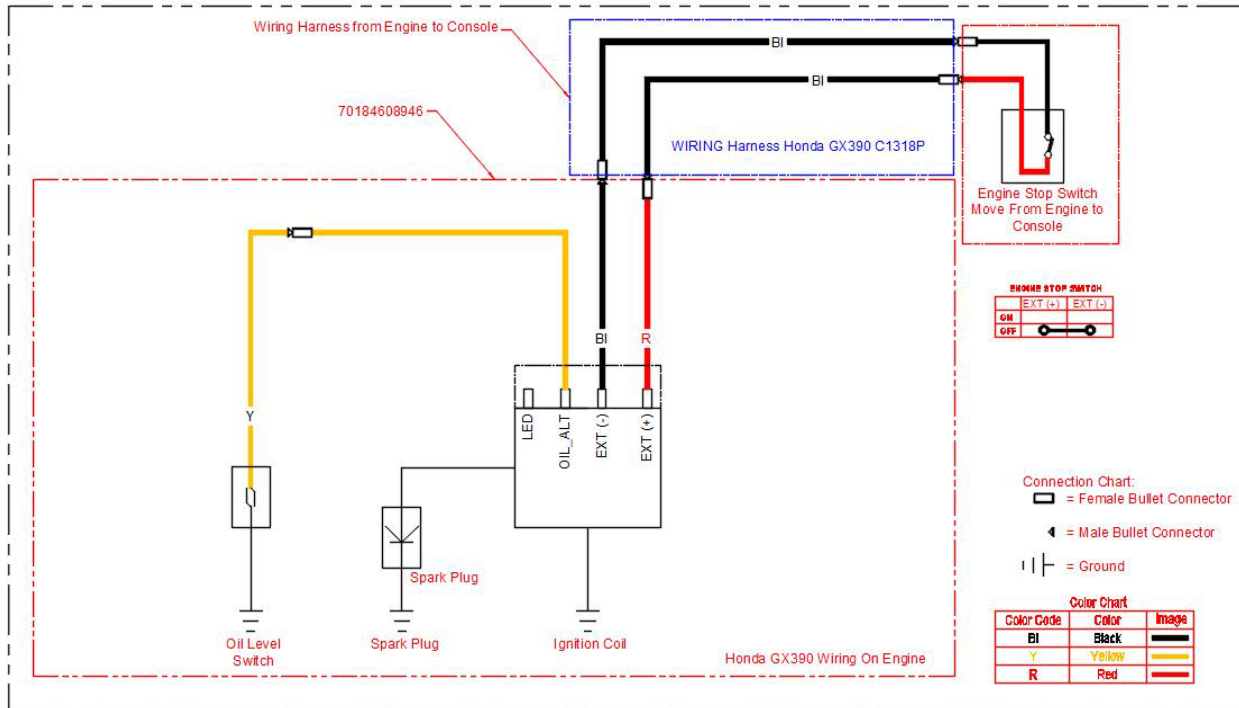 Wiring Harness from Engine to Console
70184608946
Bl
Bl
WIRING Harness Honda GX390 C1318P
Engine Stop Switch
Move From Engine to
Console
ENGINE STOP SWITCH
EXT (+) EXT (-)
ON
OFF
Bl
R
Y
LED
OIL_ALT
EXT (-)
EXT (+)
Spark Plug
Oil Level
Switch
Spark Plug
Ignition Coil
Honda GX390 Wiring On Engine
Connection Chart:
= Female Bullet Connector
= Male Bullet Connector
= Ground
Color Chart
Color Code Color Image
Bl Black
Y Yellow
R Red